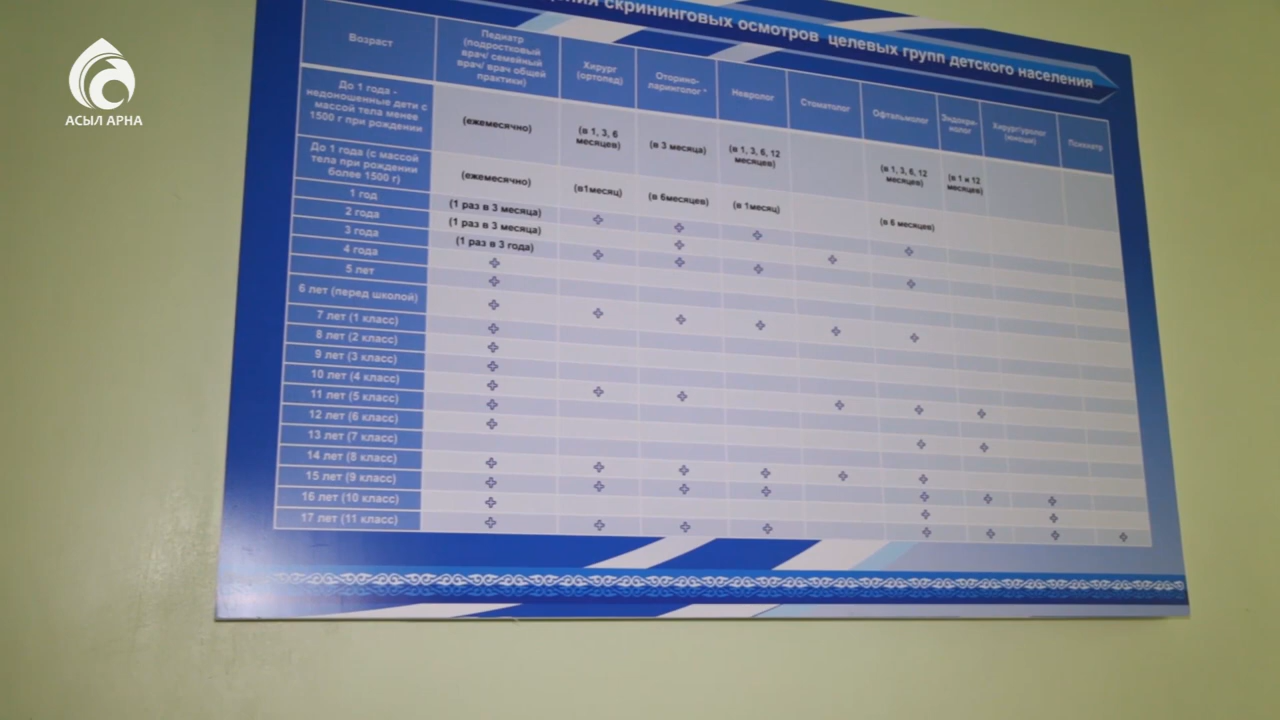 АСЫЛ АРНА
скрининговых осмотров целевых групп детского населения
Возраст
Педиатр
(подростковый
врач/ семейный
врач/ врач общей
практики)
Хирург
(ортопед)
Оторино-
ларинголог *
Невролог
Стоматолог
Офтальмолог
Эндокри-
нолог
Хирург/уролог
(юноши)
Психиатр
До 1 года -
недоношенные дети с
массой тела менее
1500 г при рождении
(ежемесячно)
(в 1, 3, 6
месяцев)
(в 3 месяца)
(в 1, 3, 6, 12
месяцев)
(в 1, 3, 6, 12
месяцев)
(в 1 и 12
месяцев)
До 1 года (с массой
тела при рождении
более 1500 г)
(ежемесячно)
(в1месяц)
(в 6месяцев)
(в 1месяц)
(в 6 месяцев)
1 год
(1 раз в 3 месяца)
2 года
(1 раз в 3 месяца)
3 года
(1 раз в 3 года)
4 года
5 лет
6 лет (перед школой)
7 лет (1 класс)
8 лет (2 класс)
9 лет (3 класс)
10 лет (4 класс)
11 лет (5 класс)
12 лет (6 класс)
13 лет (7 класс)
14 лет (8 класс)
15 лет (9 класс)
16 лет (10 класс)
17 лет (11 класс)